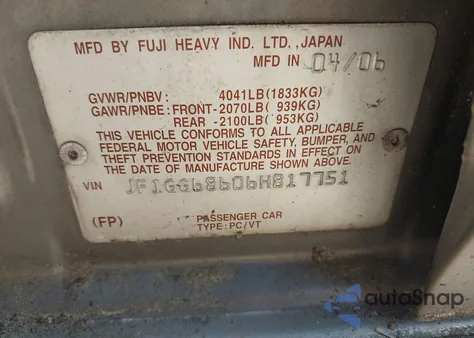 MFD BY FUJI HEAVY IND. LTD., JAPAN
MFD IN 04/06
GVWR/PNBV: 4041LB(1833KG)
GAWR/PNBE: FRONT-2070LB( 939KG)
REAR -2100LB( 953KG)
THIS VEHICLE CONFORMS TO ALL APPLICABLE
FEDERAL MOTOR VEHICLE SAFETY, BUMPER, AND
THEFT PREVENTION STANDARDS IN EFFECT ON
THE DATE OF MANUFACTURE SHOWN ABOVE.
VIN JF1GG68606H817751
(FP) PASSENGER CAR
TYPE:PC/VT
autoSnap